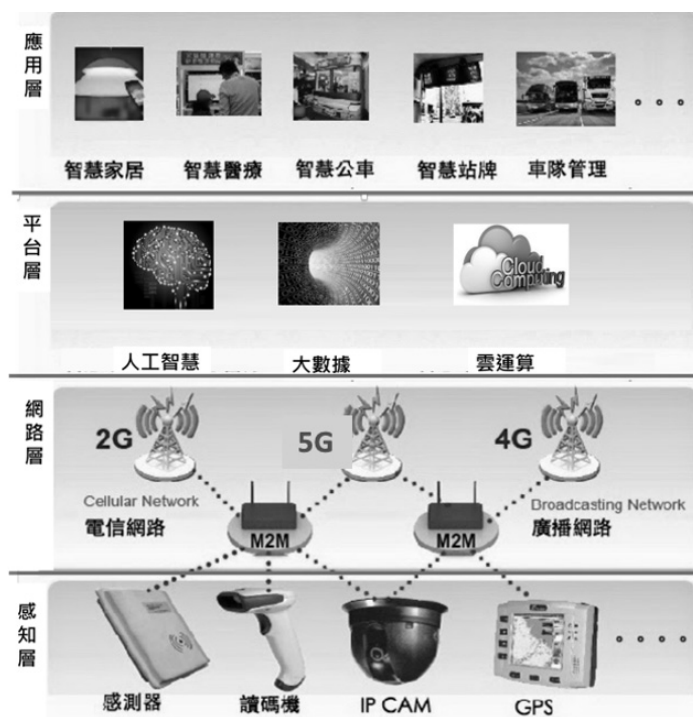 應用層
智慧家居 智慧醫療 智慧公車 智慧站牌 車隊管理
平台層
Cloud
Computing
人工智慧 大數據 雲運算
網路層
2G 5G 4G
Cellular Network Broadcasting Network
電信網路 M2M M2M 廣播網路
感知層
感測器 讀碼機 IP CAM GPS